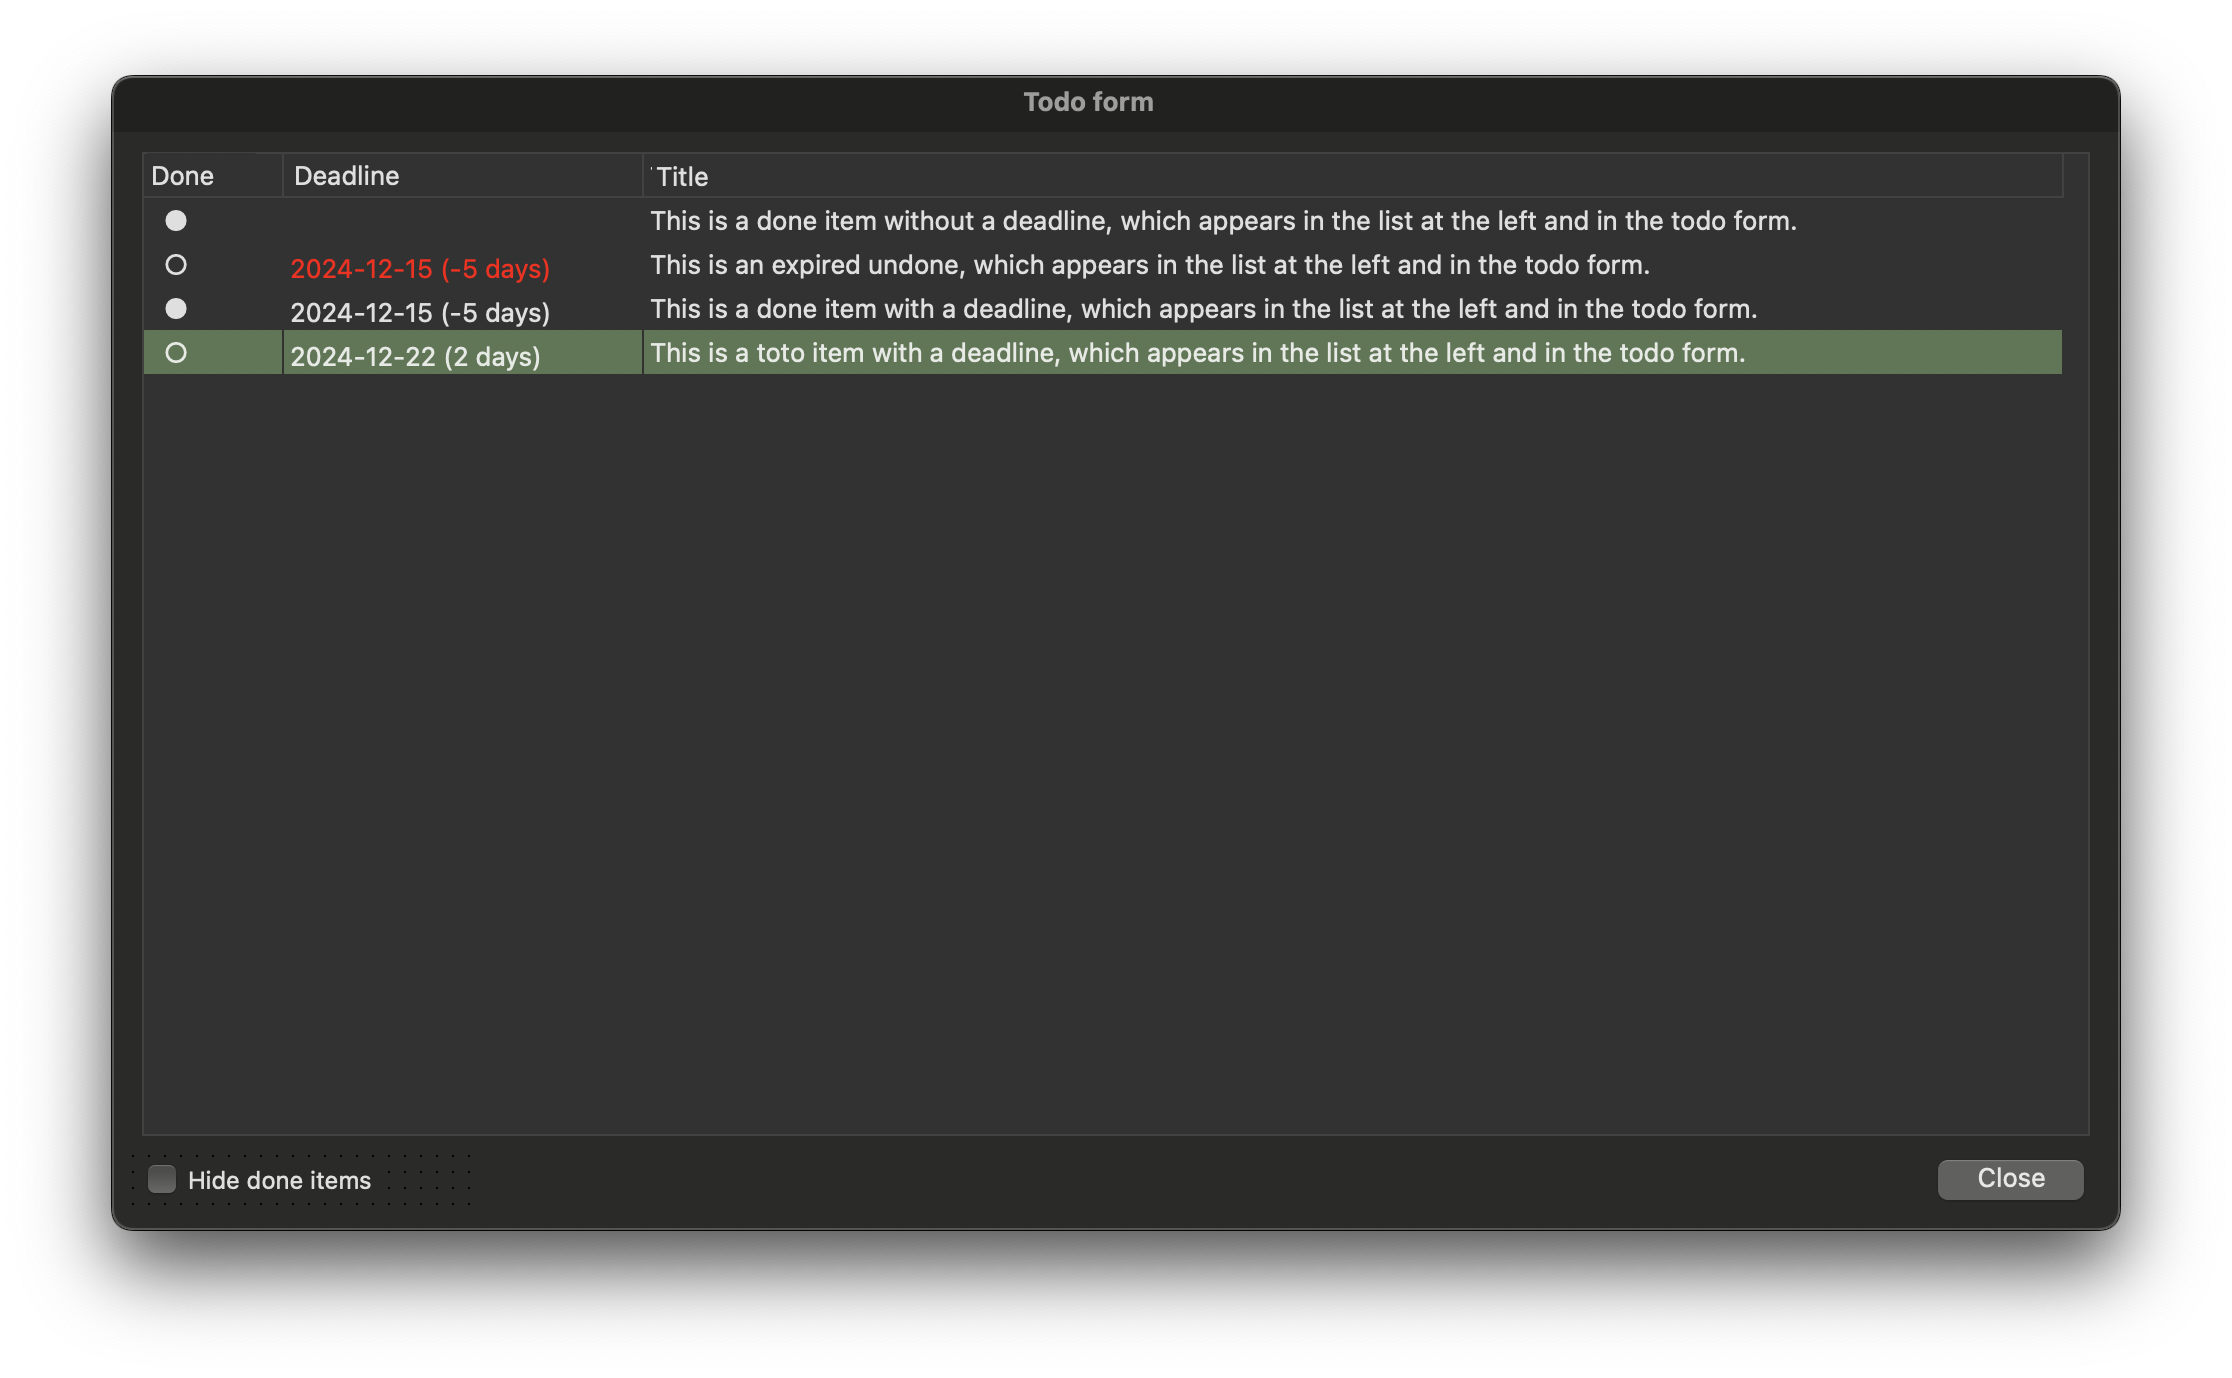 Todo form
Done Deadline Title
This is a done item without a deadline, which appears in the list at the left and in the todo form.
2024-12-15 (-5 days) This is an expired undone, which appears in the list at the left and in the todo form.
2024-12-15 (-5 days) This is a done item with a deadline, which appears in the list at the left and in the todo form.
2024-12-22 (2 days) This is a toto item with a deadline, which appears in the list at the left and in the todo form.
Hide done items
Close